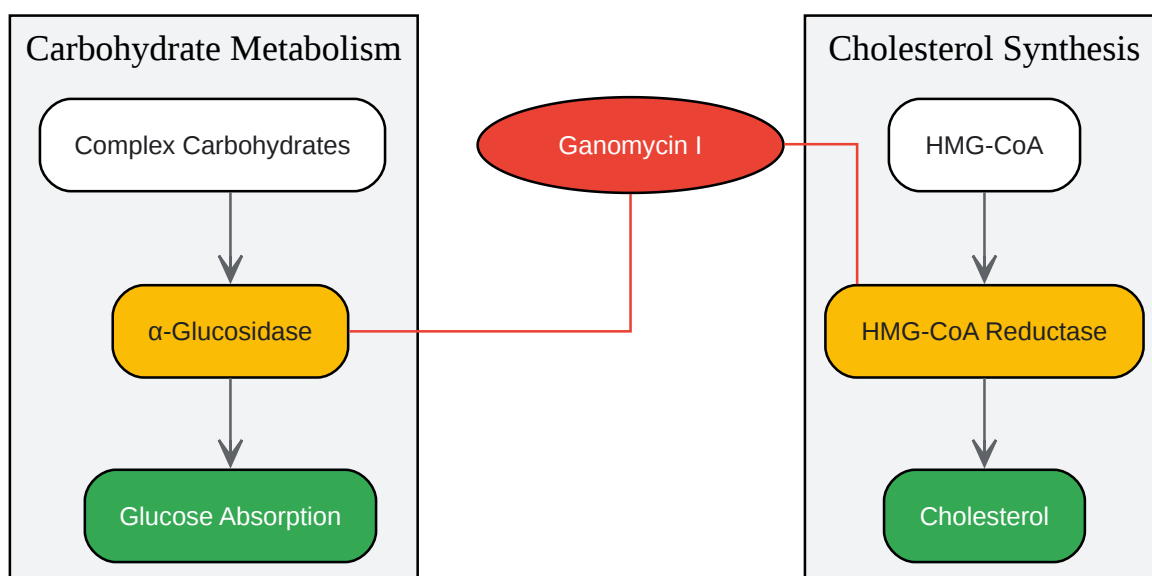 Carbohydrate Metabolism
Complex Carbohydrates
α-Glucosidase
Glucose Absorption
Ganomycin I
Cholesterol Synthesis
HMG-CoA
HMG-CoA Reductase
Cholesterol